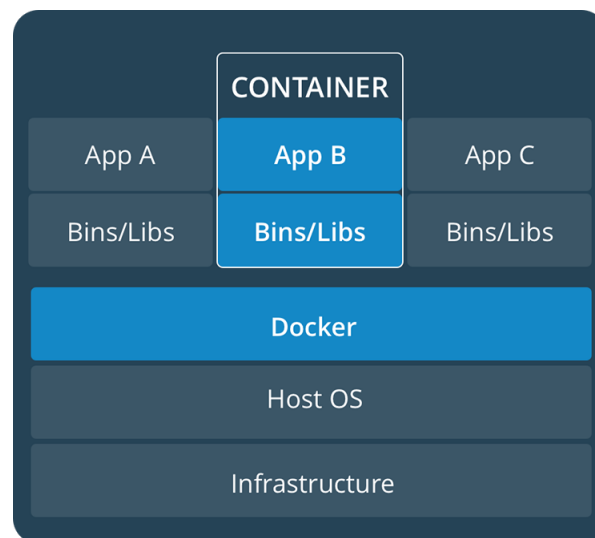 CONTAINER
App A App B App C
Bins/Libs Bins/Libs Bins/Libs
Docker
Host OS
Infrastructure